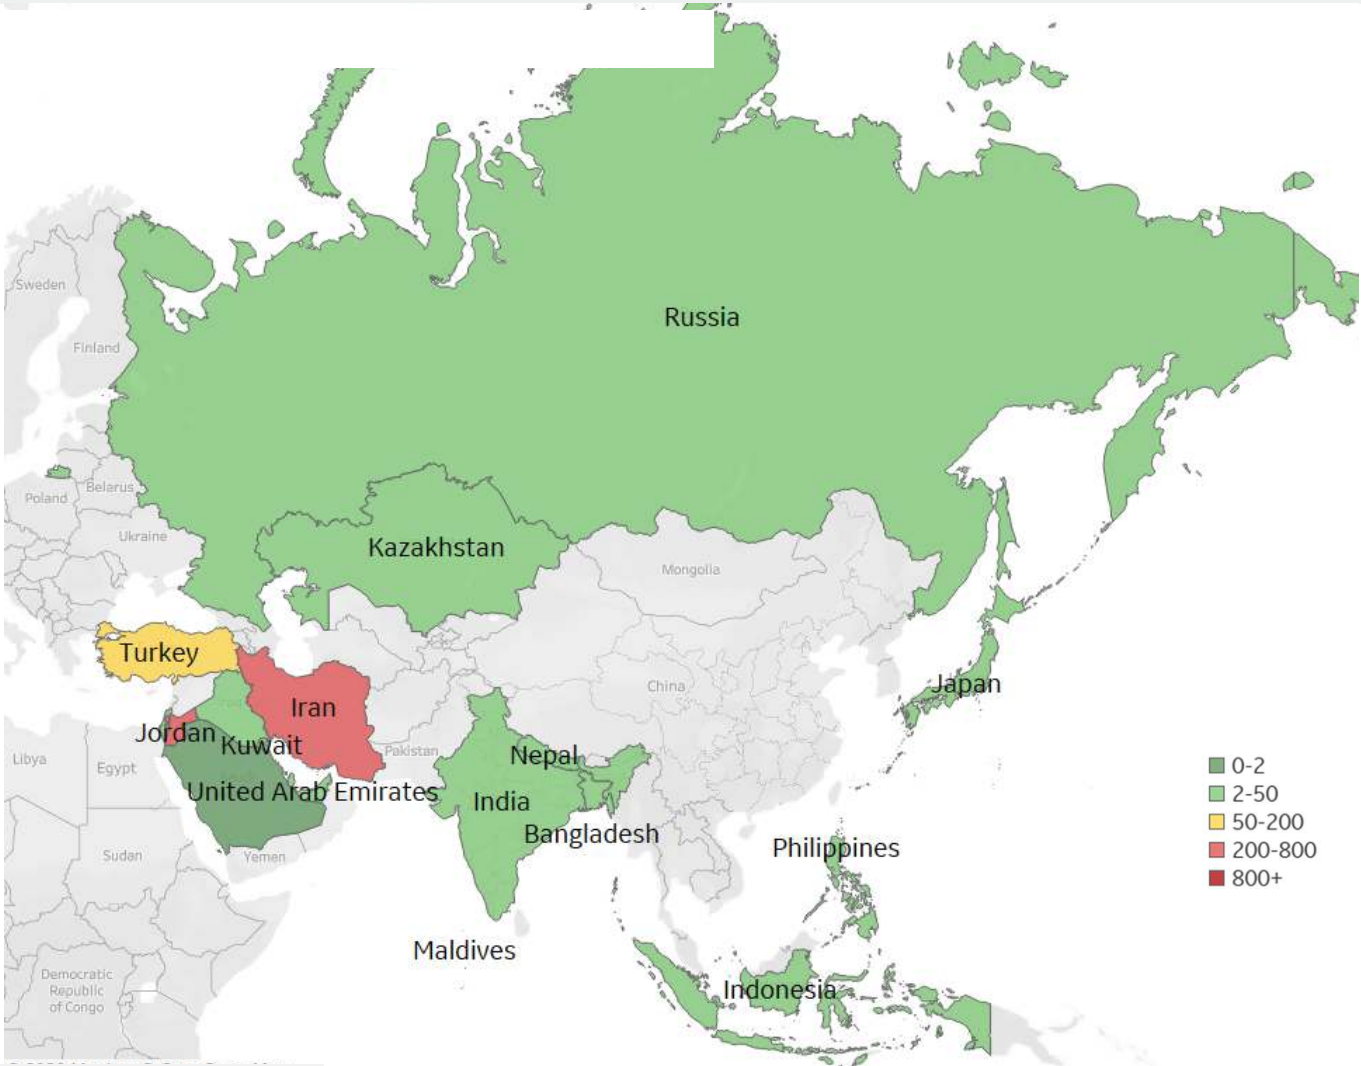 Russia
Sweden
Finland
Poland
Belarus
Ukraine
Kazakhstan
Mongolia
Turkey
China
Japan
Iran
Jordan
Kuwait
Pakistan
Nepal
Libya
Egypt
United Arab Emirates
India
Bangladesh
Philippines
Sudan
Yemen
Maldives
Democratic
Republic
of Congo
Indonesia
0-2
2-50
50-200
200-800
800+